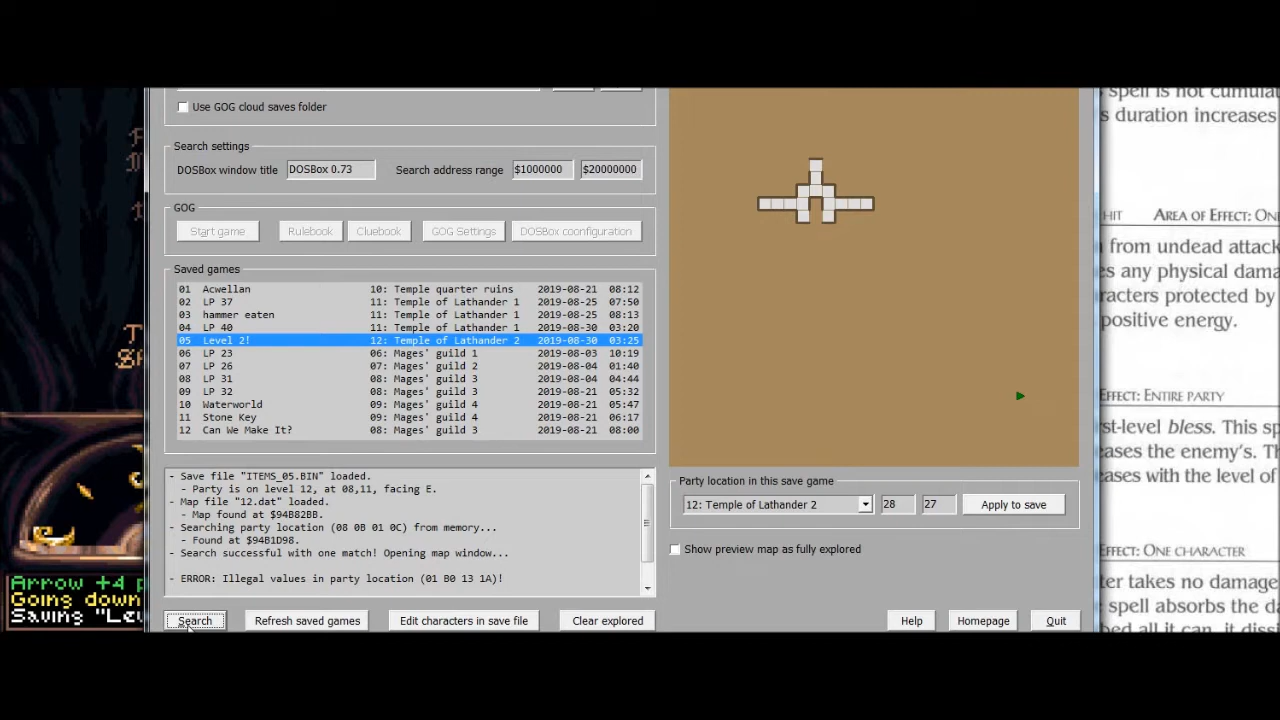 Use GOG cloud saves folder
Search settings
DOSBox window title DOSBox 0.73 Search address range $1000000 $20000000
GOG
Start game Rulebook Cluebook GOG Settings DOSBox coonfiguration
Saved games
01 Acwellan 10: Temple quarter ruins 2019-08-21 08:12
02 LP 37 11: Temple of Lathander 1 2019-08-25 07:50
03 hammer eaten 11: Temple of Lathander 1 2019-08-25 08:13
04 LP 40 11: Temple of Lathander 1 2019-08-30 03:20
05 Level 2! 12: Temple of Lathander 2 2019-08-30 03:25
06 LP 23 06: Mages' guild 1 2019-08-03 10:19
07 LP 26 07: Mages' guild 2 2019-08-04 01:40
08 LP 31 08: Mages' guild 3 2019-08-04 04:44
09 LP 32 08: Mages' guild 3 2019-08-21 05:32
10 Waterworld 09: Mages' guild 4 2019-08-21 05:47
11 Stone Key 09: Mages' guild 4 2019-08-21 06:17
12 Can We Make It? 08: Mages' guild 3 2019-08-21 08:00
- Save file "ITEMS_05.BIN" loaded.
- Party is on level 12, at 08,11, facing E.
- Map file "12.dat" loaded.
- Map found at $94B82BB.
- Searching party location (08 0B 01 0C) from memory...
- Found at $94B1D98.
- Search successful with one match! Opening map window...
- ERROR: Illegal values in party location (01 B0 13 1A)!
Search Refresh saved games Edit characters in save file Clear explored
Party location in this save game
12: Temple of Lathander 2 28 27 Apply to save
Show preview map as fully explored
Help Homepage Quit
Arrow +4 p
Going down
Saving "Lev
spell is not cumulat
s duration increases
HIT AREA OF EFFECT: ON
from undead attack
es any physical dama
racters protected by
positive energy.
EFFECT: ENTIRE PARTY
rst-level bless. This sp
eases the enemy's. Th
eases with the level of
EFFECT: ONE CHARACTER
ter takes no damage
spell absorbs the da